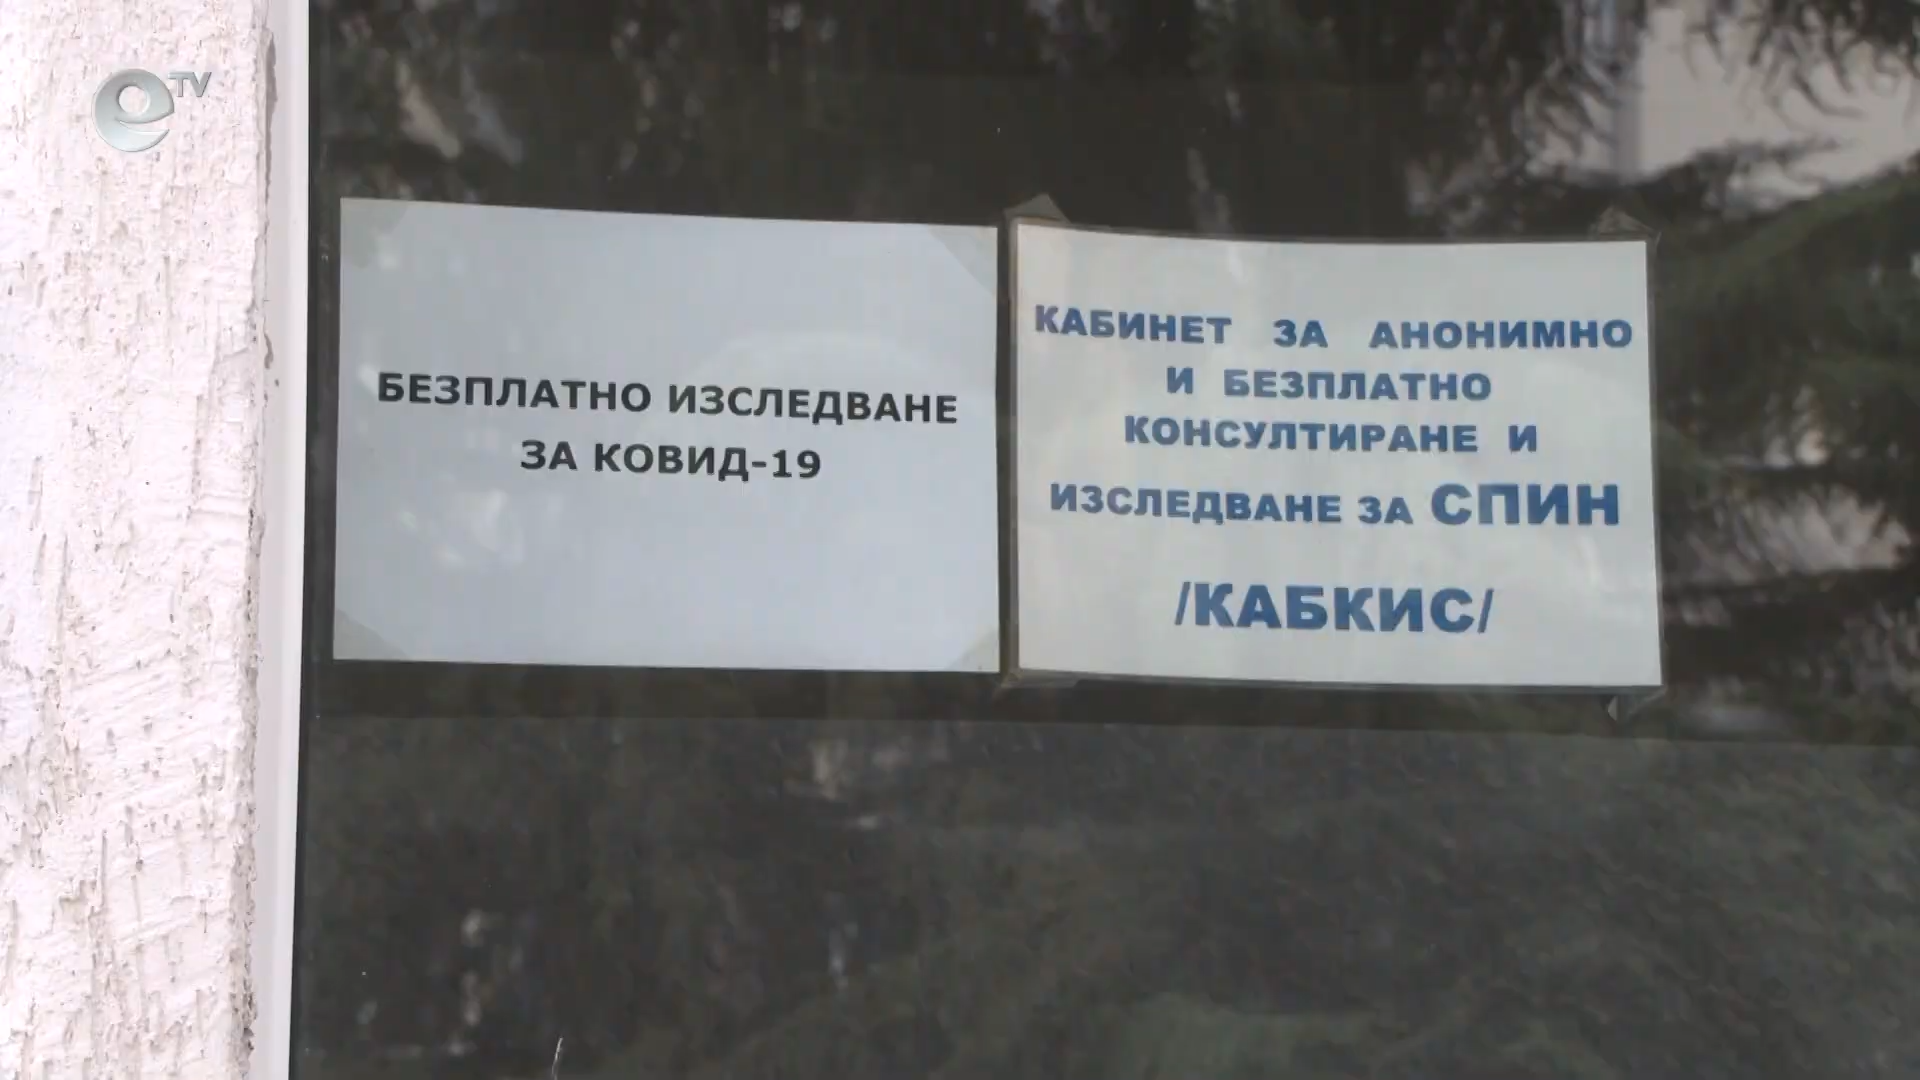 e TV
БЕЗПЛАТНО ИЗСЛЕДВАНЕ
ЗА КОВИД-19
КАБИНЕТ ЗА АНОНИМНО
И БЕЗПЛАТНО
КОНСУЛТИРАНЕ И
ИЗСЛЕДВАНЕ ЗА СПИН
/КАБКИС/